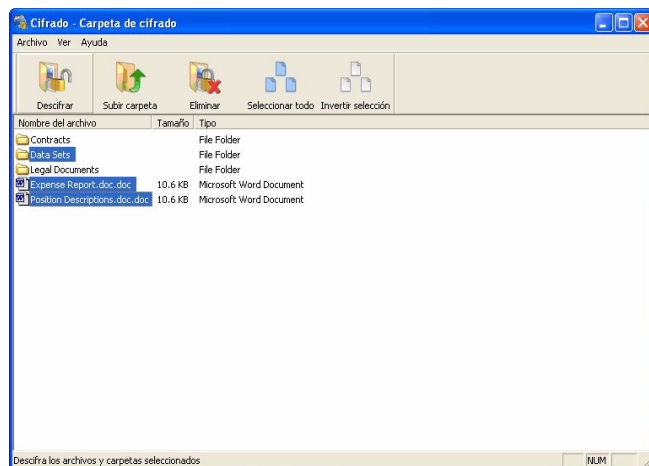 Cifrado - Carpeta de cifrado
Archivo Ver Ayuda
Descifrar Subir carpeta Eliminar Seleccionar todo Invertir selección
Nombre del archivo Tamaño Tipo
Contracts File Folder
Data Sets File Folder
Legal Documents File Folder
Expense Report.doc.doc 10.6 KB Microsoft Word Document
Position Descriptions.doc.doc 10.6 KB Microsoft Word Document
Descifra los archivos y carpetas seleccionados NUM